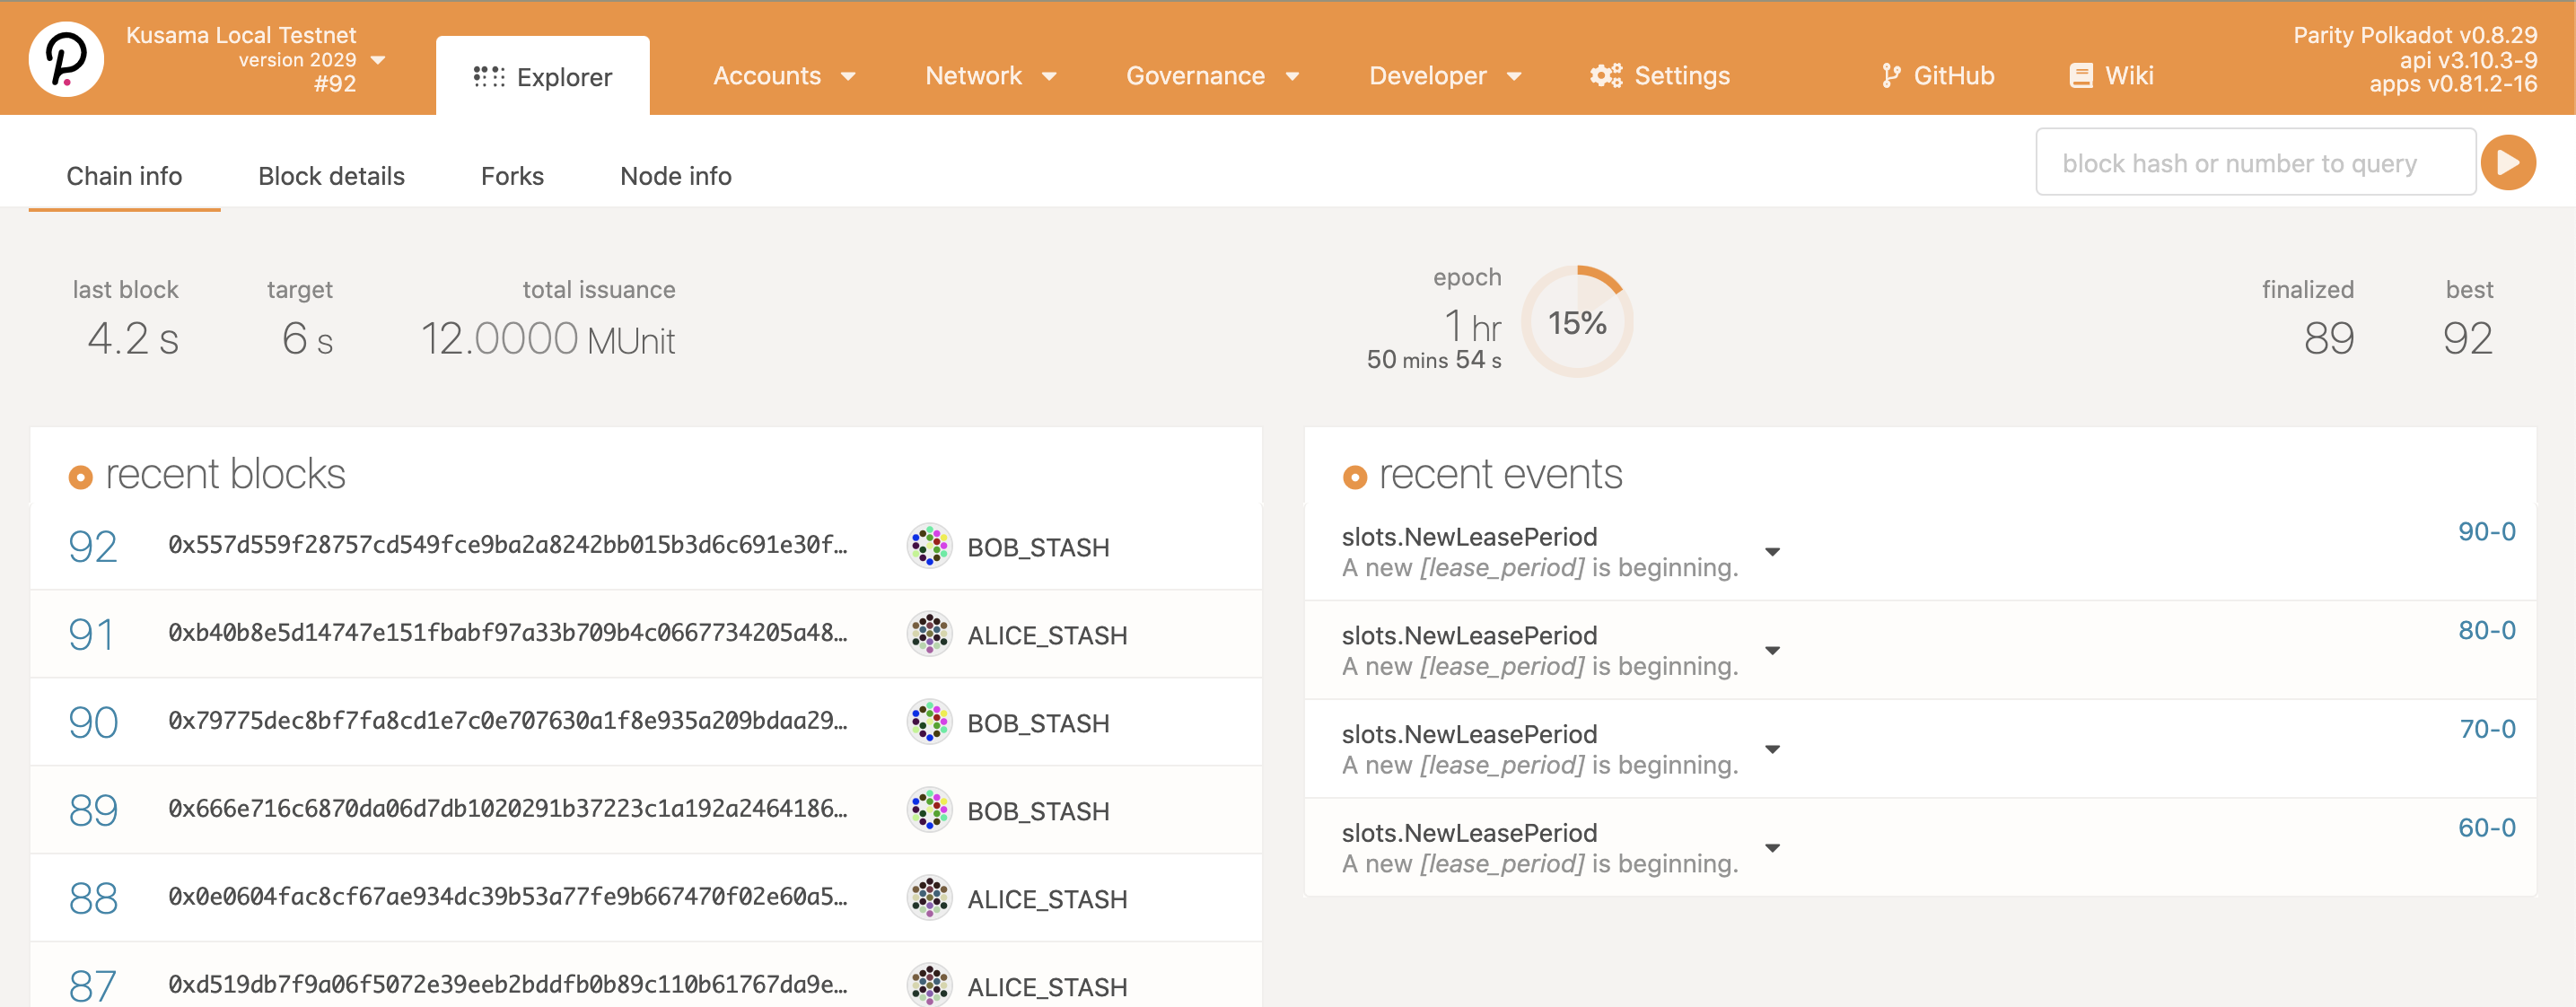 Kusama Local Testnet
version 2029
#92
Explorer
Accounts
Network
Governance
Developer
Settings
GitHub
Wiki
Parity Polkadot v0.8.29
api v3.10.3-9
apps v0.81.2-16
Chain info
Block details
Forks
Node info
block hash or number to query
last block
4.2 s
target
6 s
total issuance
12.0000 MUnit
epoch
1 hr
50 mins 54 s
15%
finalized
89
best
92
recent blocks
92 0x557d559f28757cd549fce9ba2a8242bb015b3d6c691e30f… BOB_STASH
91 0xb40b8e5d14747e151fbabf97a33b709b4c0667734205a48… ALICE_STASH
90 0x79775dec8bf7fa8cd1e7c0e707630a1f8e935a209bdaa29… BOB_STASH
89 0x666e716c6870da06d7db1020291b37223c1a192a2464186… BOB_STASH
88 0x0e0604fac8cf67ae934dc39b53a77fe9b667470f02e60a5… ALICE_STASH
87 0xd519db7f9a06f5072e39eeb2bddfb0b89c110b61767da9e… ALICE_STASH
recent events
slots.NewLeasePeriod 90-0
A new [lease_period] is beginning.
slots.NewLeasePeriod 80-0
A new [lease_period] is beginning.
slots.NewLeasePeriod 70-0
A new [lease_period] is beginning.
slots.NewLeasePeriod 60-0
A new [lease_period] is beginning.